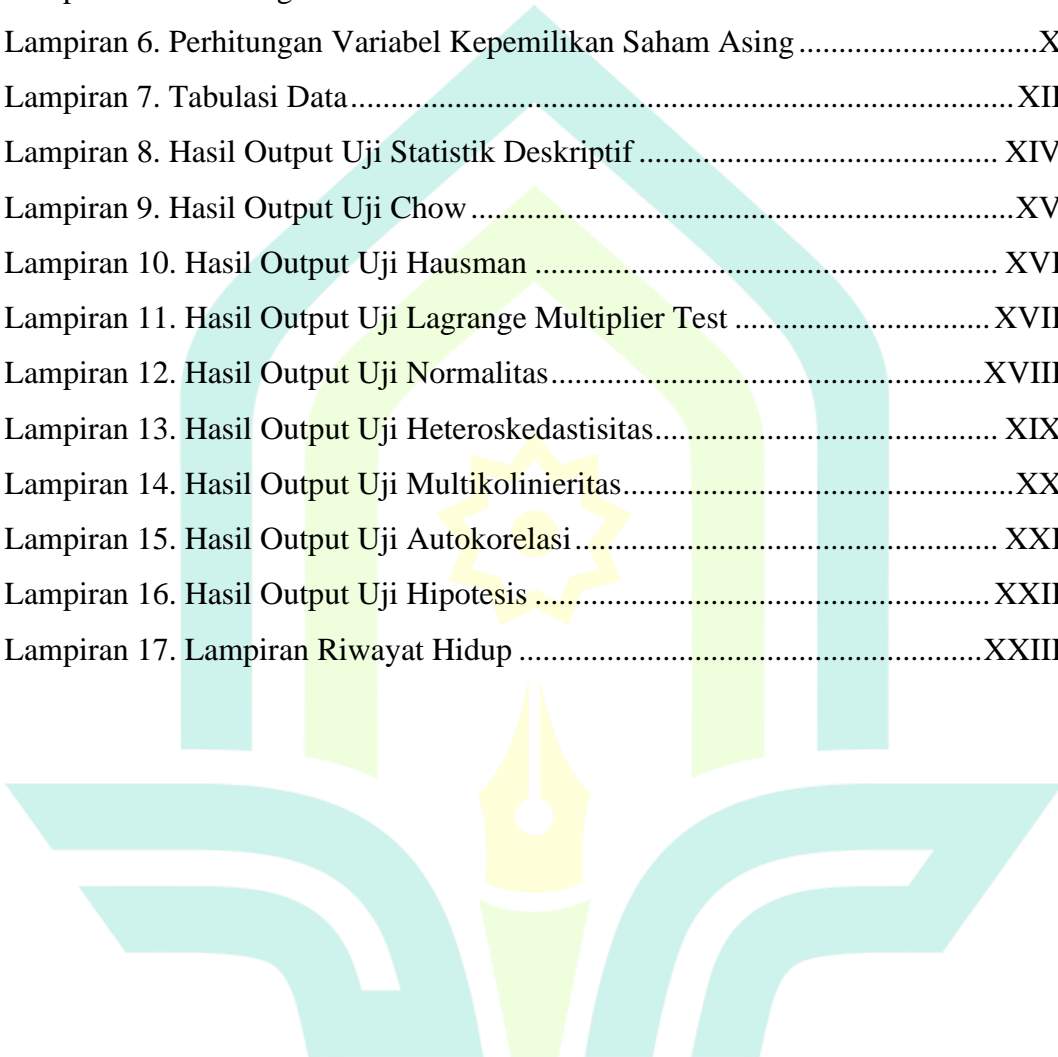 Lampiran 6. Perhitungan Variabel Kepemilikan Saham Asing ..............................X
Lampiran 7. Tabulasi Data....................................................................................XII
Lampiran 8. Hasil Output Uji Statistik Deskriptif ............................................. XIV
Lampiran 9. Hasil Output Uji Chow.....................................................................XV
Lampiran 10. Hasil Output Uji Hausman .......................................................... XVI
Lampiran 11. Hasil Output Uji Lagrange Multiplier Test ................................XVII
Lampiran 12. Hasil Output Uji Normalitas......................................................XVIII
Lampiran 13. Hasil Output Uji Heteroskedastisitas........................................... XIX
Lampiran 14. Hasil Output Uji Multikolinieritas.................................................XX
Lampiran 15. Hasil Output Uji Autokorelasi ..................................................... XXI
Lampiran 16. Hasil Output Uji Hipotesis .........................................................XXII
Lampiran 17. Lampiran Riwayat Hidup ..........................................................XXIII